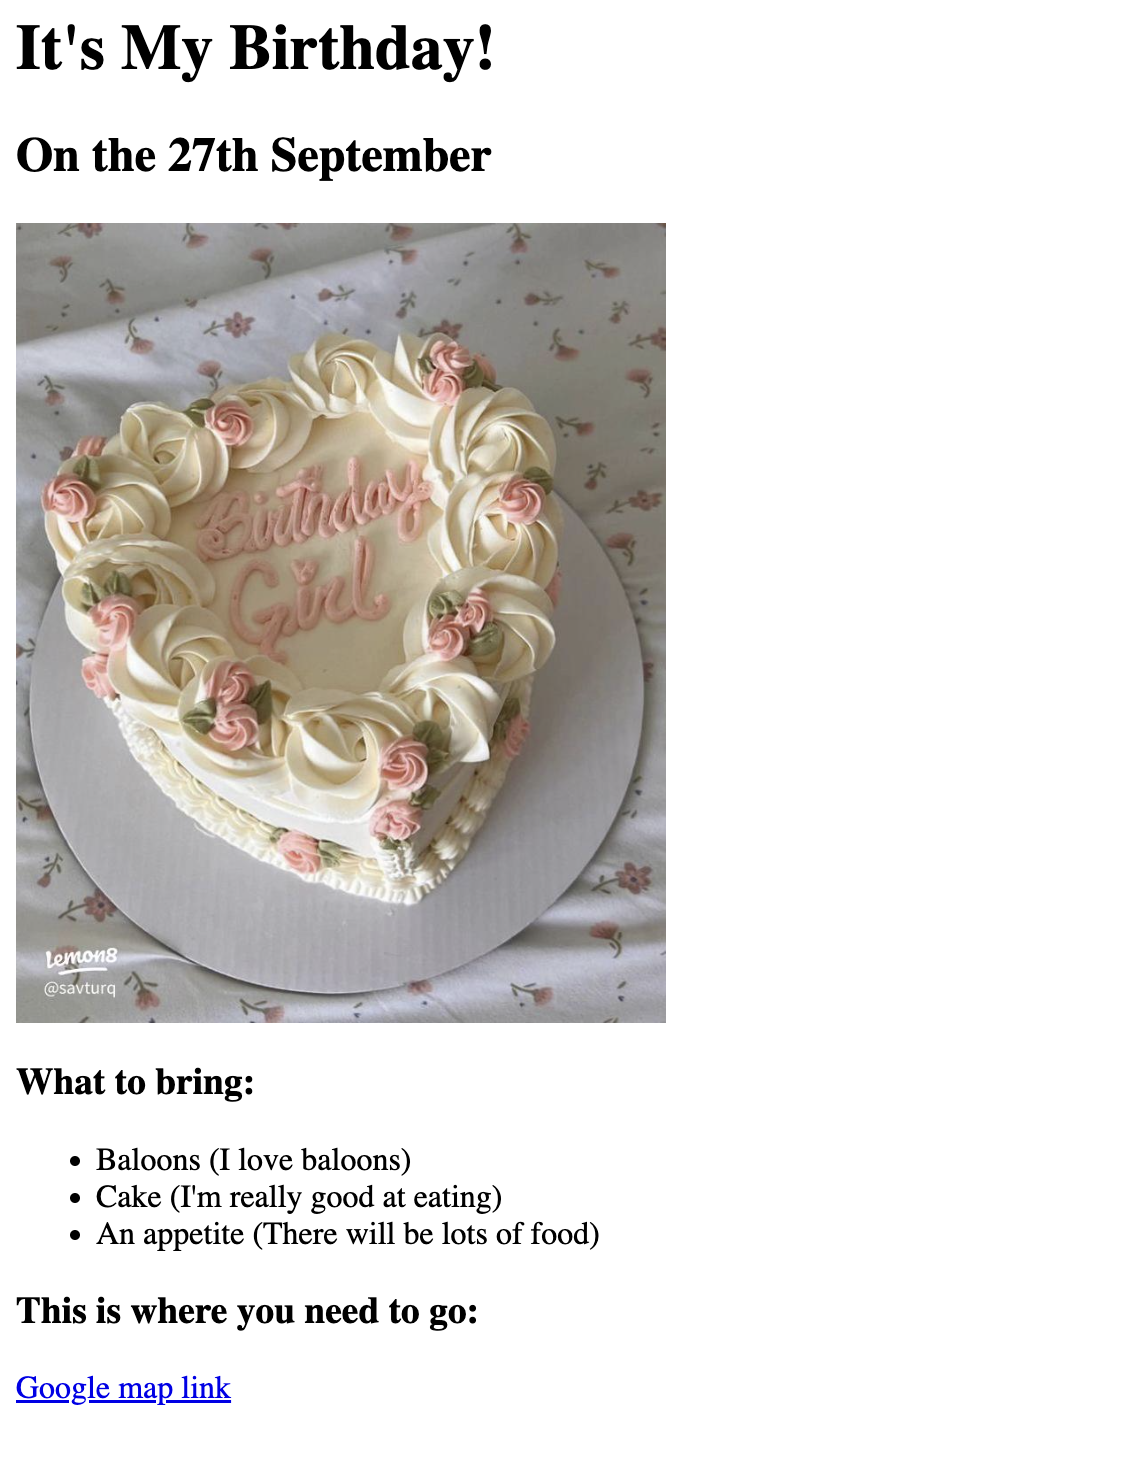 It's My Birthday!
On the 27th September
Birthday
Girl
Lemon8
@savturq
What to bring:
• Baloons (I love baloons)
• Cake (I'm really good at eating)
• An appetite (There will be lots of food)
This is where you need to go:
Google map link